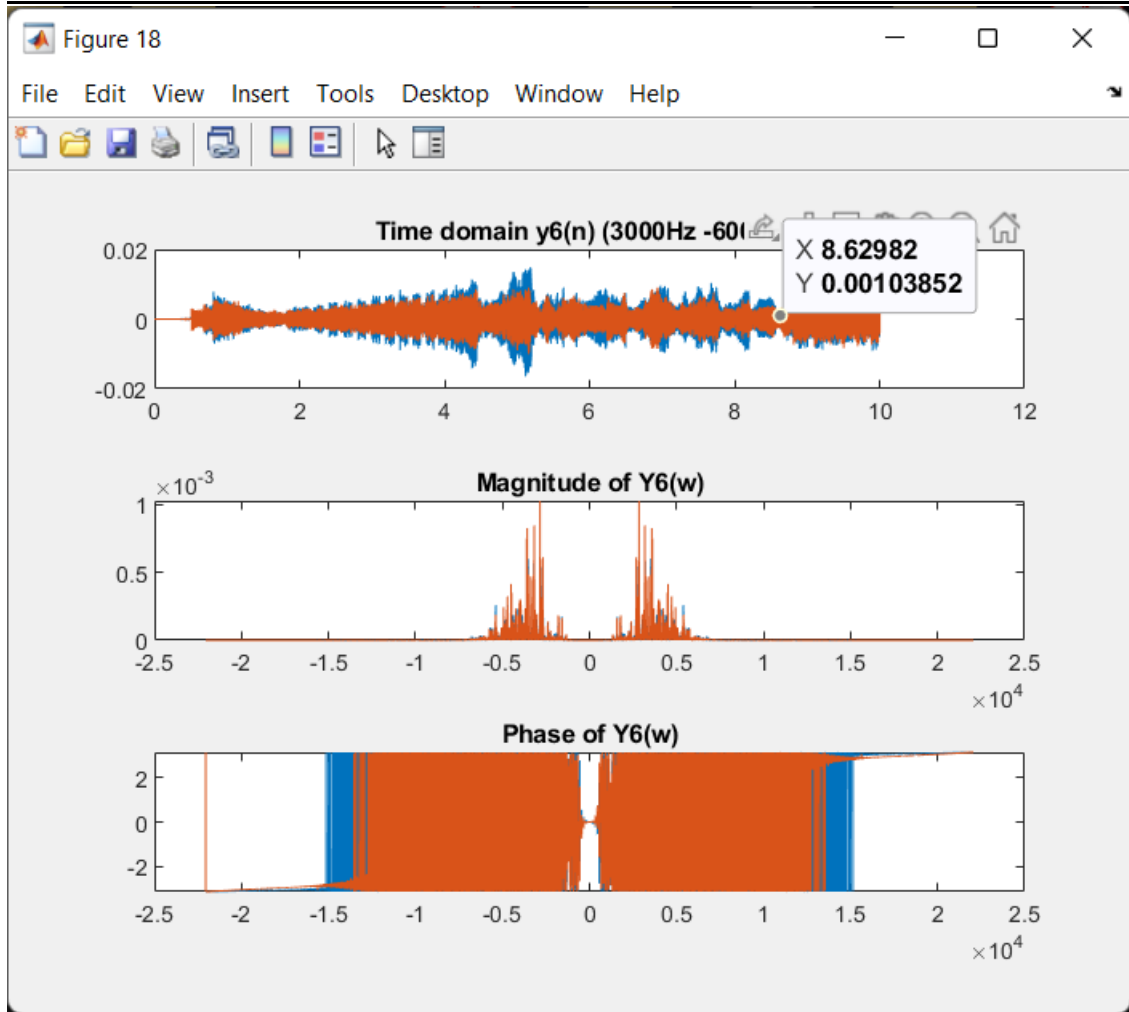 Figure 18
File Edit View Insert Tools Desktop Window Help
Time domain y6(n) (3000Hz -60
X 8.62982
Y 0.00103852
0.02
0
-0.02
0 2 4 6 8 10 12
Magnitude of Y6(w)
×10^-3
1
0.5
0
-2.5 -2 -1.5 -1 -0.5 0 0.5 1 1.5 2 2.5
×10^4
Phase of Y6(w)
2
0
-2
-2.5 -2 -1.5 -1 -0.5 0 0.5 1 1.5 2 2.5
×10^4